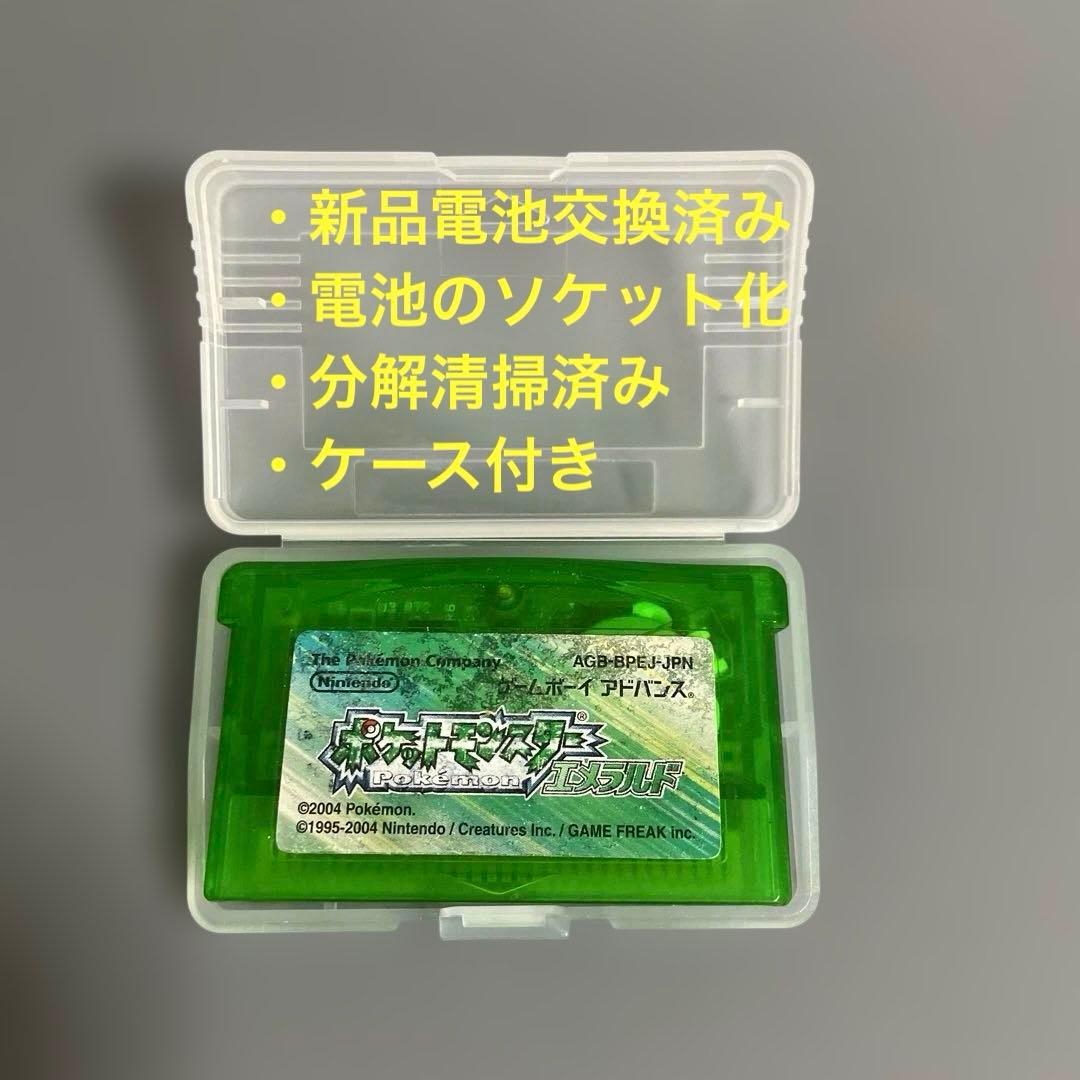 ・新品電池交換済み
・電池のソケット化
・分解清掃済み
・ケース付き
The Pokémon Company
AGB-BPEJ-JPN
Nintendo
ゲームボーイ アドバンス®
ポケットモンスター®
Pokémon
エメラルド
©2004 Pokémon.
©1995-2004 Nintendo / Creatures Inc. / GAME FREAK inc.